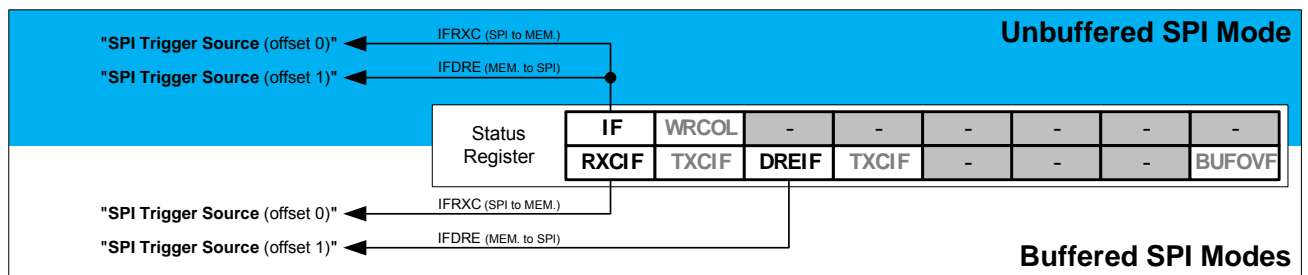 Unbuffered SPI Mode
IFRXC (SPI to MEM.)
"SPI Trigger Source (offset 0)"
IFDRE (MEM. to SPI)
"SPI Trigger Source (offset 1)"
Status Register
IF WRCOL - - - - - -
RXCIF TXCIF DREIF TXCIF - - - BUFOVF
IFRXC (SPI to MEM.)
"SPI Trigger Source (offset 0)"
IFDRE (MEM. to SPI)
"SPI Trigger Source (offset 1)"
Buffered SPI Modes